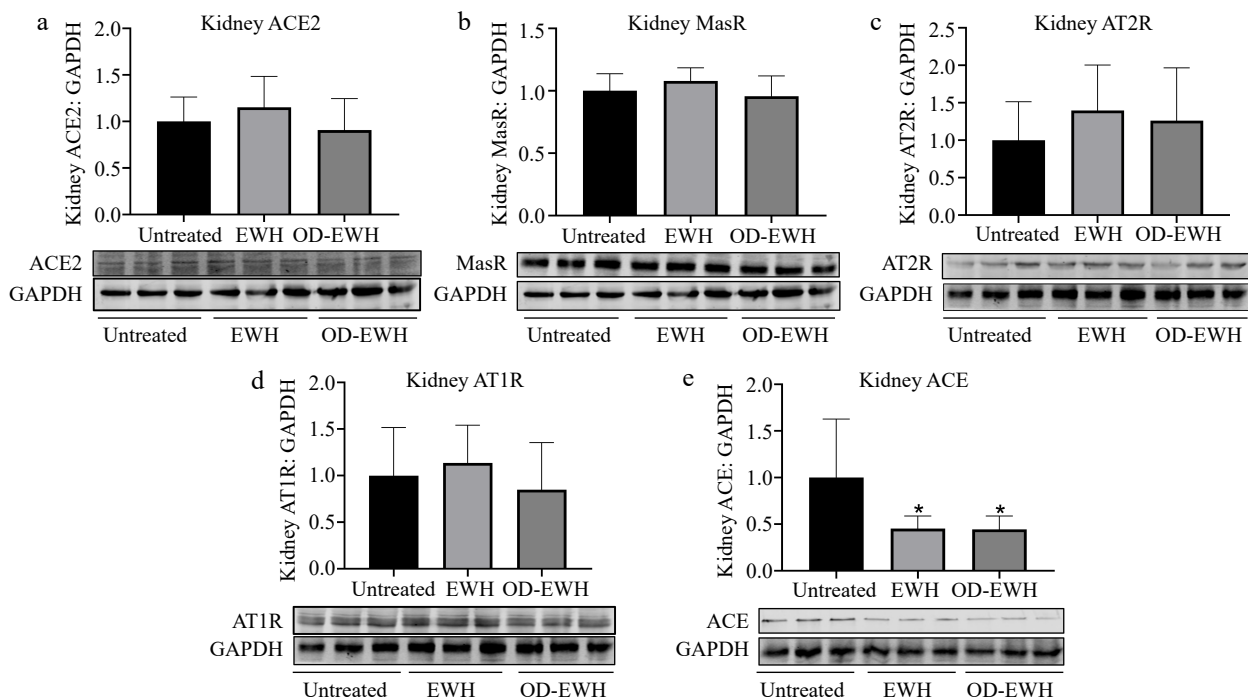 a
Kidney ACE2
Kidney ACE2: GAPDH
2.0
1.5
1.0
0.5
0.0
Untreated EWH OD-EWH
ACE2
GAPDH
Untreated EWH OD-EWH
b
Kidney MasR
Kidney MasR: GAPDH
1.5
1.0
0.5
0.0
Untreated EWH OD-EWH
MasR
GAPDH
Untreated EWH OD-EWH
c
Kidney AT2R
Kidney AT2R: GAPDH
2.5
2.0
1.5
1.0
0.5
0.0
Untreated EWH OD-EWH
AT2R
GAPDH
Untreated EWH OD-EWH
d
Kidney AT1R
Kidney AT1R: GAPDH
2.0
1.5
1.0
0.5
0.0
Untreated EWH OD-EWH
AT1R
GAPDH
Untreated EWH OD-EWH
e
Kidney ACE
Kidney ACE: GAPDH
2.0
1.5
1.0
0.5
0.0
* *
Untreated EWH OD-EWH
ACE
GAPDH
Untreated EWH OD-EWH